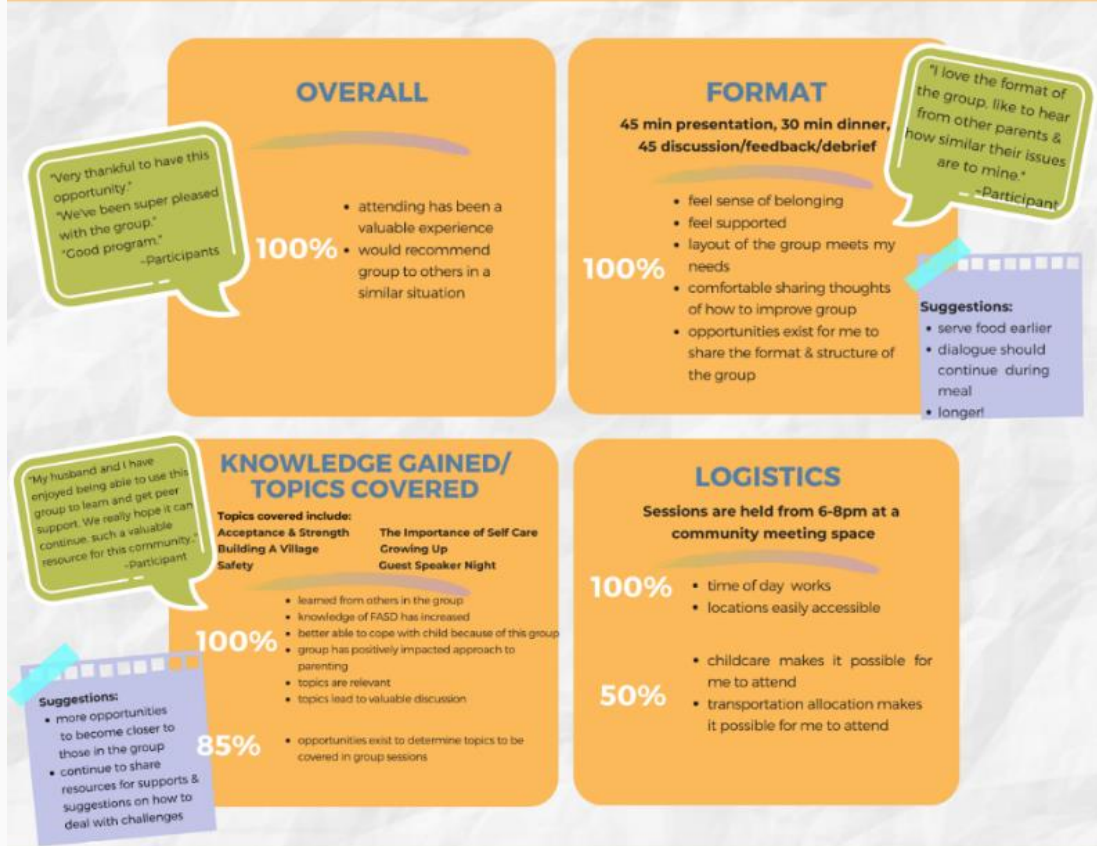 OVERALL
"Very thankful to have this
opportunity."
"We've been super pleased
with the group."
"Good program."
~Participants
100%
• attending has been a
valuable experience
• would recommend
group to others in a
similar situation
FORMAT
45 min presentation, 30 min dinner,
45 discussion/feedback/debrief
100%
• feel sense of belonging
• feel supported
• layout of the group meets my
needs
• comfortable sharing thoughts
of how to improve group
• opportunities exist for me to
share the format & structure of
the group
"I love the format of
the group, like to hear
from other parents &
how similar their issues
are to mine."
~Participant
Suggestions:
• serve food earlier
• dialogue should
continue during
meal
• longer!
"My husband and I have
enjoyed being able to use this
group to learn and get peer
support. We really hope it can
continue, such a valuable
resource for this community."
~Participant
KNOWLEDGE GAINED/
TOPICS COVERED
Topics covered include:
Acceptance & Strength
Building A Village
Safety
The Importance of Self Care
Growing Up
Guest Speaker Night
100%
• learned from others in the group
• knowledge of FASD has increased
• better able to cope with child because of this group
• group has positively impacted approach to
parenting
• topics are relevant
• topics lead to valuable discussion
85%
• opportunities exist to determine topics to be
covered in group sessions
Suggestions:
• more opportunities
to become closer to
those in the group
• continue to share
resources for supports &
suggestions on how to
deal with challenges
LOGISTICS
Sessions are held from 6-8pm at a
community meeting space
100%
• time of day works
• locations easily accessible
50%
• childcare makes it possible for
me to attend
• transportation allocation makes
it possible for me to attend